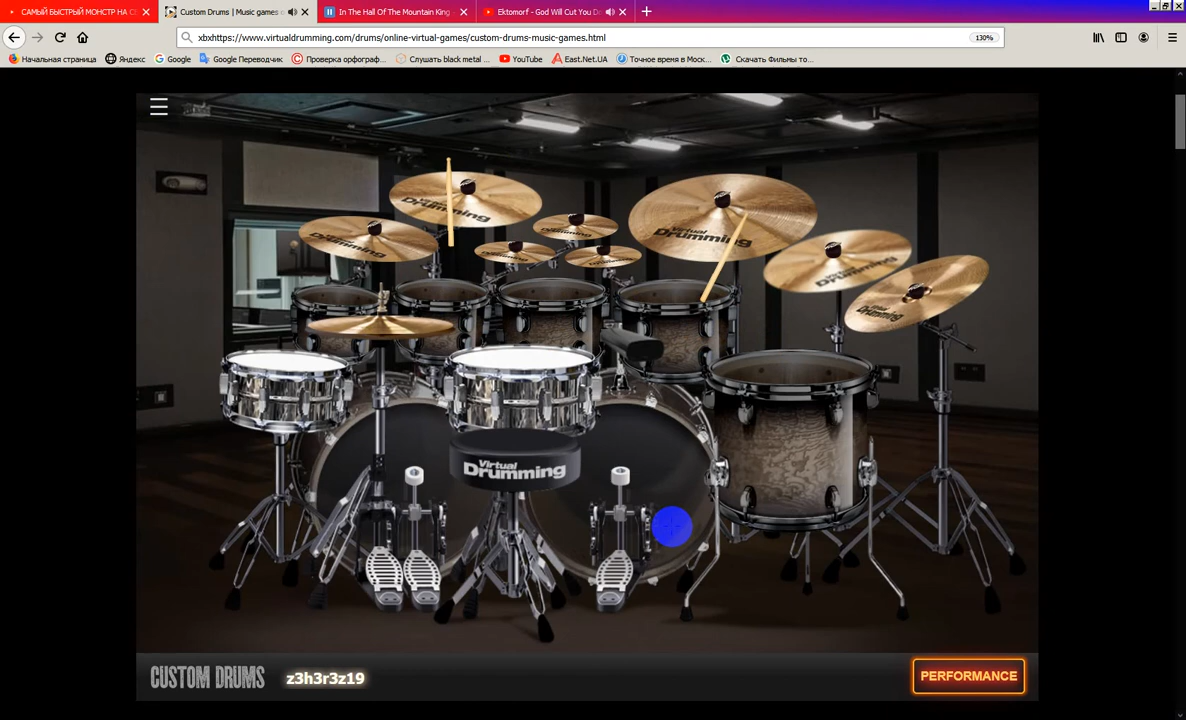 САМЫЙ БЫСТРЫЙ МОНСТР НА С
Custom Drums | Music games o
In The Hall Of The Mountain King
Ektomorf - God Will Cut You D
xbxhttps://www.virtualdrumming.com/drums/online-virtual-games/custom-drums-music-games.html
130%
Начальная страница
Яндекс
Google
Google Переводчик
Проверка орфограф…
Слушать black metal …
YouTube
East.Net.UA
Точное время в Моск…
Скачать Фильмы то…
Virtual Drumming
Virtual Drumming
Virtual Drumming
Virtual Drumming
Virtual Drumming
Virtual Drumming
CUSTOM DRUMS
z3h3r3z19
PERFORMANCE